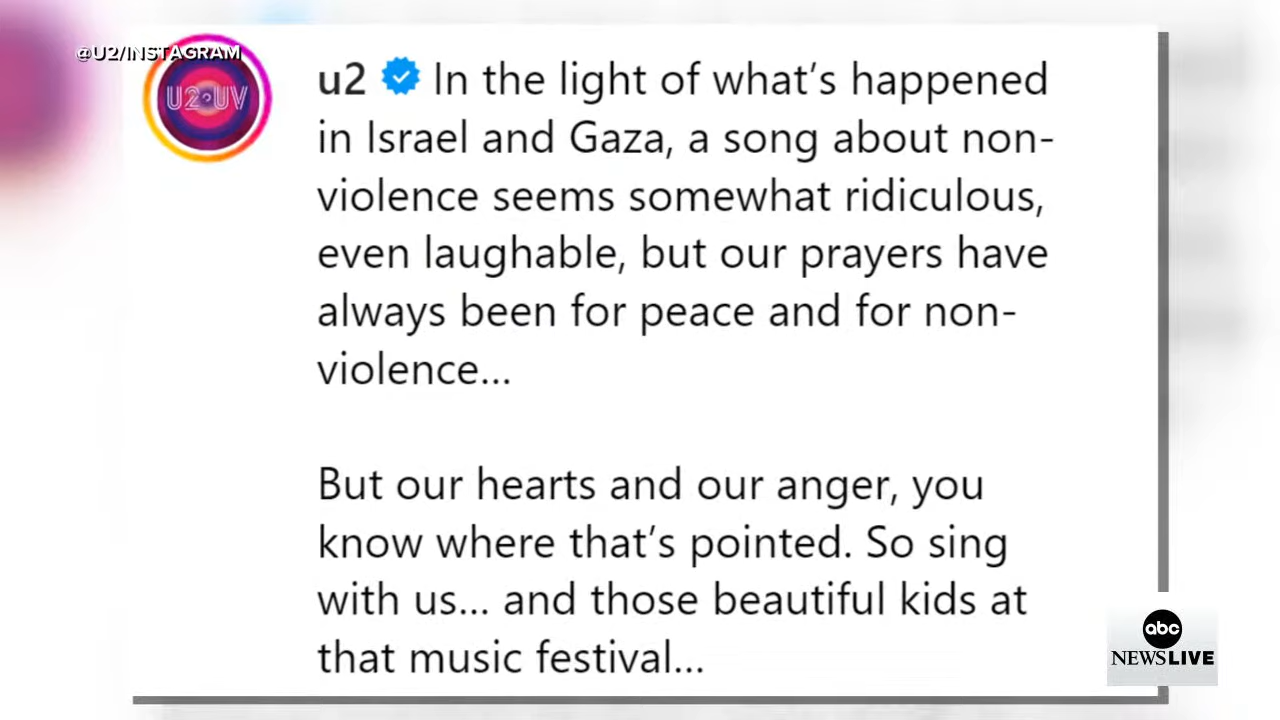 @U2/INSTAGRAM
U2•UV
u2 In the light of what's happened
in Israel and Gaza, a song about non-
violence seems somewhat ridiculous,
even laughable, but our prayers have
always been for peace and for non-
violence...
But our hearts and our anger, you
know where that's pointed. So sing
with us... and those beautiful kids at
that music festival...
abc
NEWSLIVE